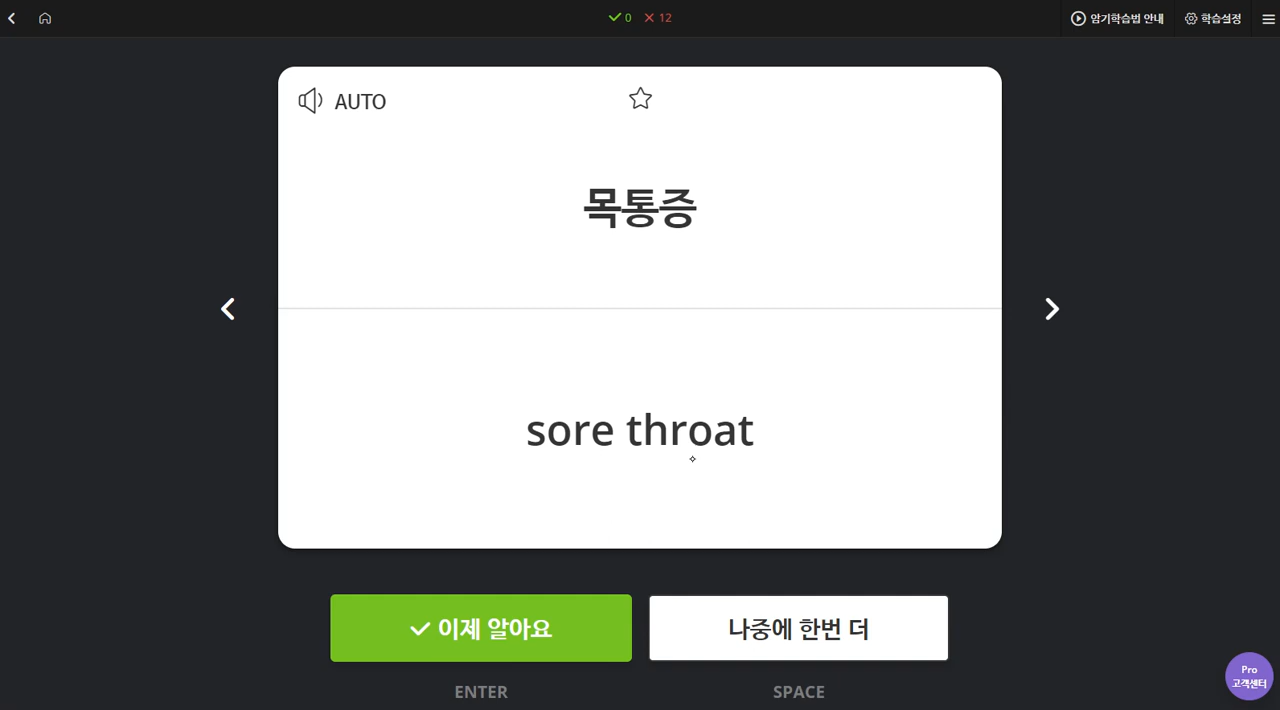 0 12
암기학습법 안내
학습설정
AUTO
목통증
sore throat
이제 알아요
나중에 한번 더
ENTER
SPACE
Pro
고객센터